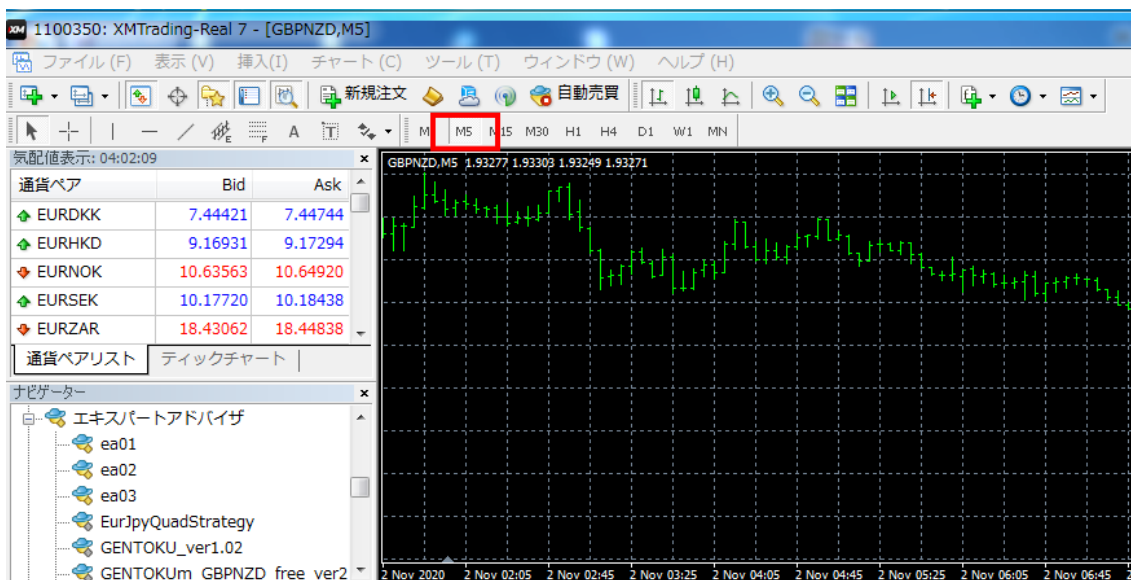 XM 1100350: XMTrading-Real 7 - [GBPNZD,M5]
ファイル (F) 表示 (V) 挿入(I) チャート (C) ツール (T) ウィンドウ (W) ヘルプ (H)
新規注文 自動売買
E F A T M M5 M15 M30 H1 H4 D1 W1 MN
気配値表示: 04:02:09
通貨ペア Bid Ask
EURDKK 7.44421 7.44744
EURHKD 9.16931 9.17294
EURNOK 10.63563 10.64920
EURSEK 10.17720 10.18438
EURZAR 18.43062 18.44838
通貨ペアリスト ティックチャート
ナビゲーター
エキスパートアドバイザ
ea01
ea02
ea03
EurJpyQuadStrategy
GENTOKU_ver1.02
GENTOKUm_GBPNZD_free_ver2
GBPNZD,M5 1.93277 1.93303 1.93249 1.93271
2 Nov 2020 2 Nov 02:05 2 Nov 02:45 2 Nov 03:25 2 Nov 04:05 2 Nov 04:45 2 Nov 05:25 2 Nov 06:05 2 Nov 06:45